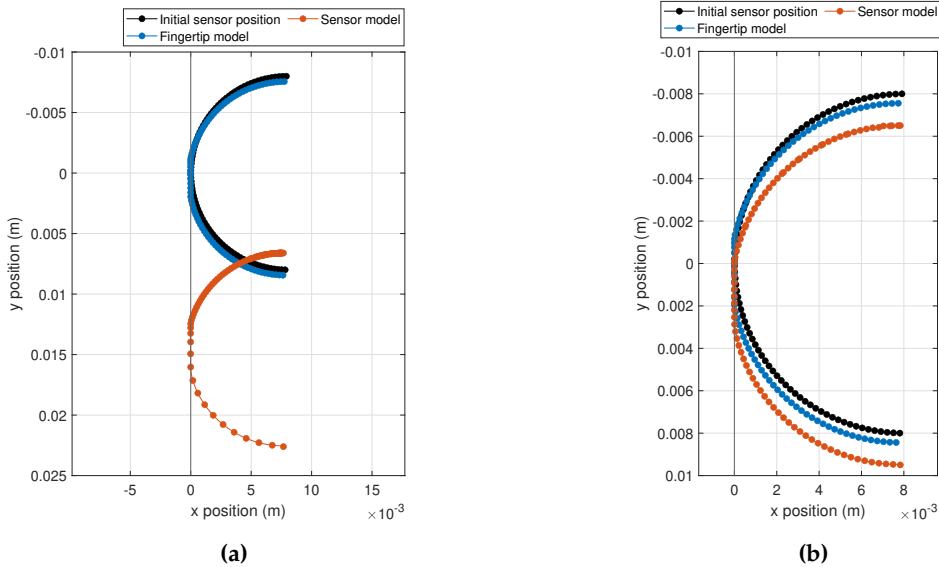 Initial sensor position Sensor model
Fingertip model
-0.01
-0.005
0
0.005
0.01
0.015
0.02
0.025
y position (m)
-5 0 5 10 15
x position (m) ×10⁻³
(a)
Initial sensor position Sensor model
Fingertip model
-0.01
-0.008
-0.006
-0.004
-0.002
0
0.002
0.004
0.006
0.008
0.01
y position (m)
0 2 4 6 8
x position (m) ×10⁻³
(b)